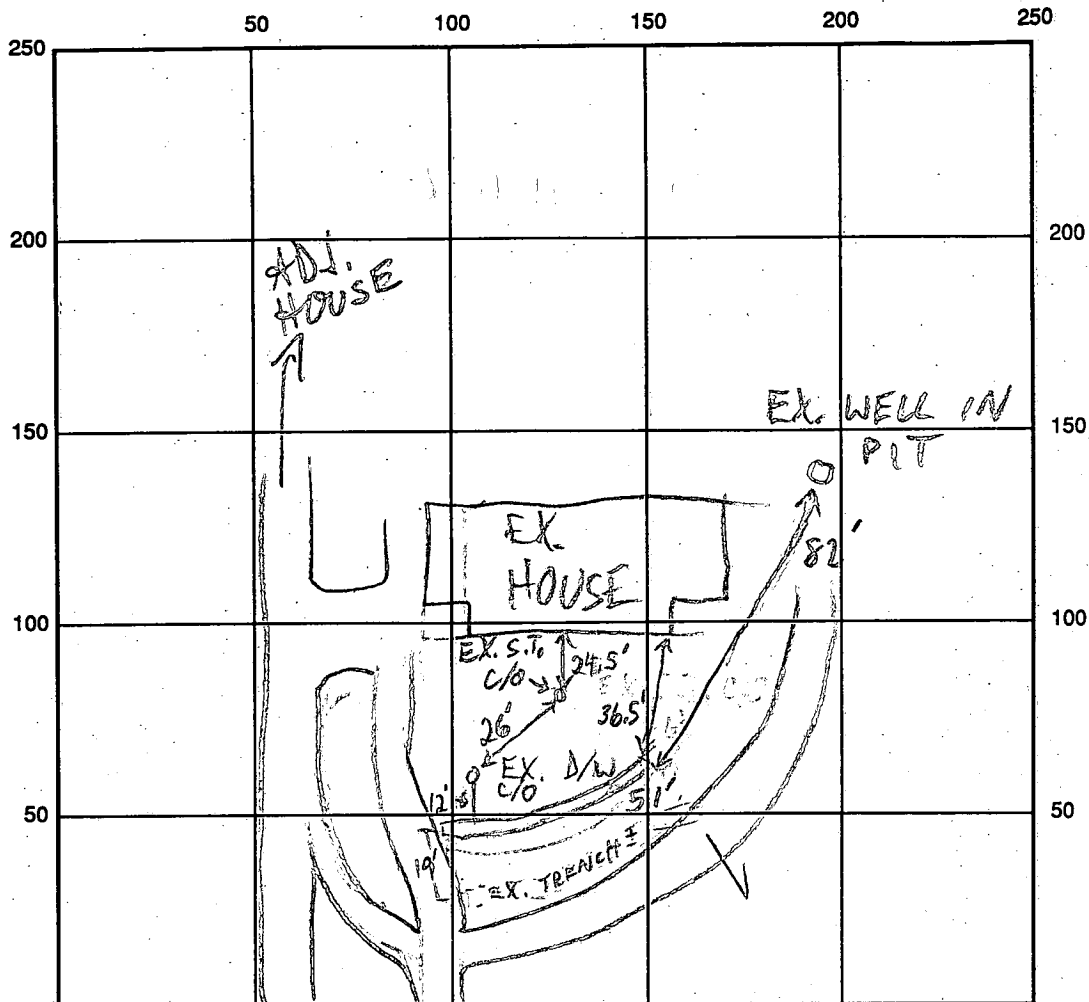 50 100 150 200 250
250 250
200 200
ADJ.
HOUSE
EX. WELL IN
150 150
PIT
EX.
HOUSE
82'
100 100
EX. S.T.
C/O
24.5'
36.5'
26'
EX. D/W
C/O
12'
51'
50 50
19'
EX. TRENCH